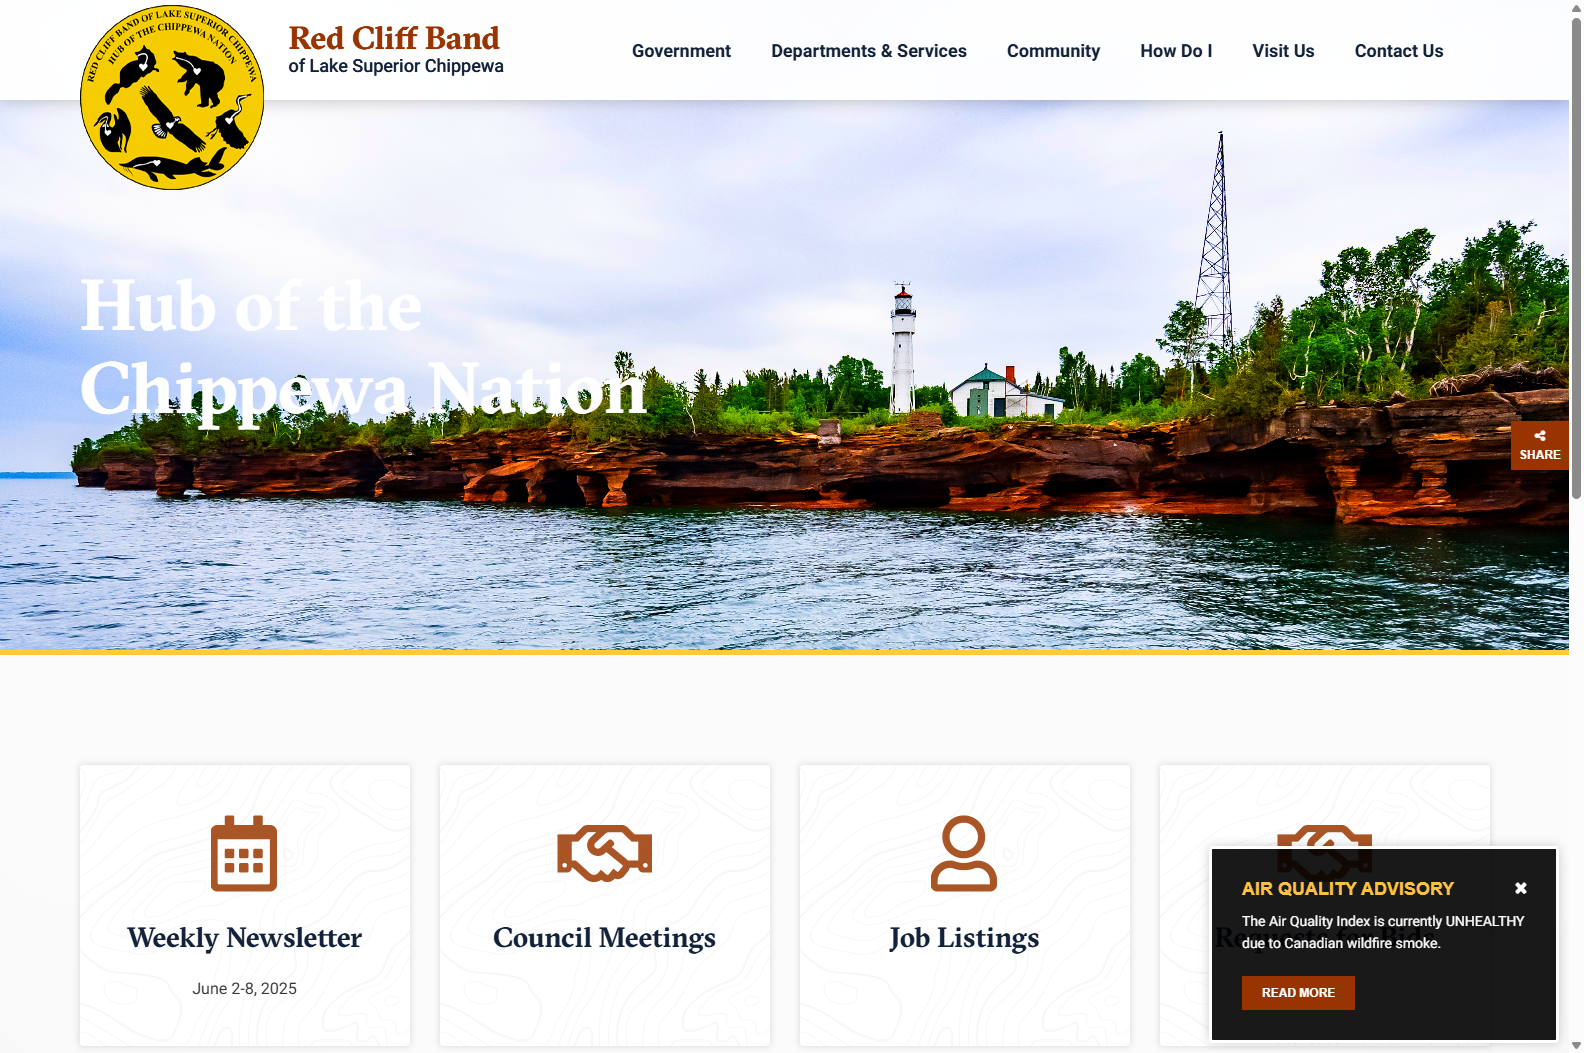 RED CLIFF BAND OF LAKE SUPERIOR CHIPPEWA
HUB OF THE CHIPPEWA NATION
Red Cliff Band
of Lake Superior Chippewa
Government
Departments & Services
Community
How Do I
Visit Us
Contact Us
Hub of the
Chippewa Nation
SHARE
Weekly Newsletter
June 2-8, 2025
Council Meetings
Job Listings
Requests for Bids
AIR QUALITY ADVISORY
The Air Quality Index is currently UNHEALTHY
due to Canadian wildfire smoke.
READ MORE